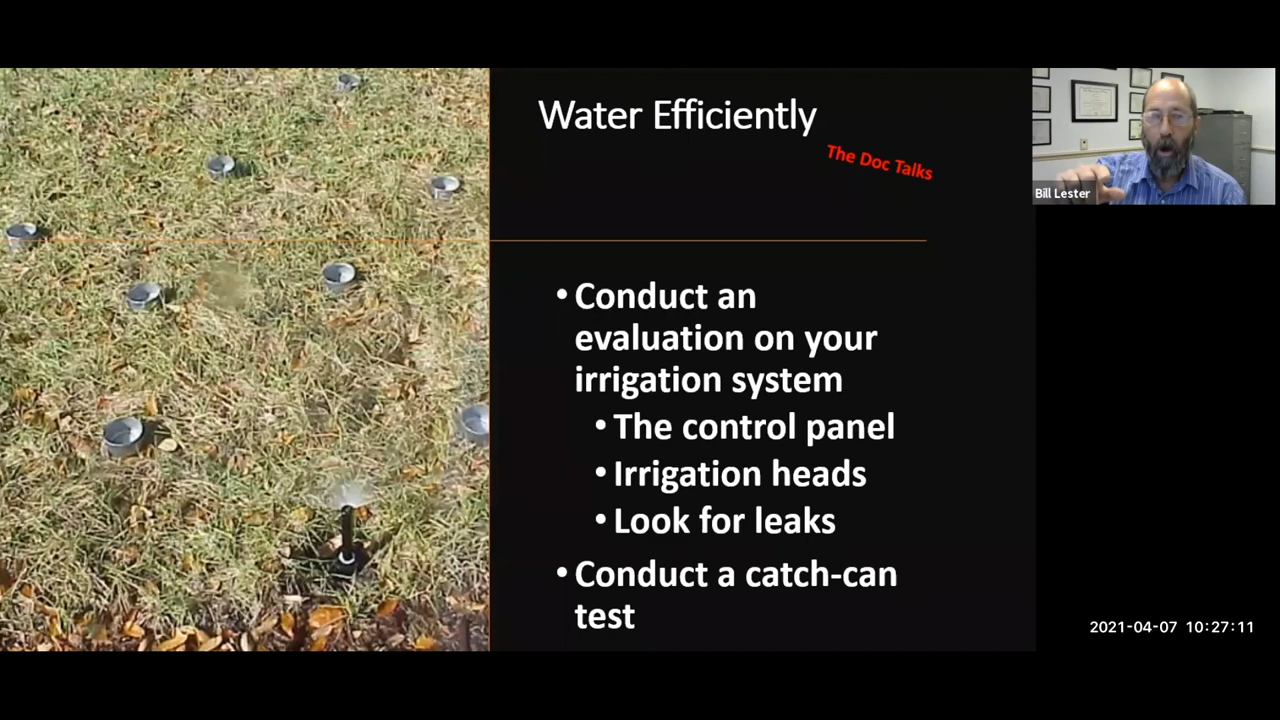 Water Efficiently
The Doc Talks
Bill Lester
• Conduct an
evaluation on your
irrigation system
• The control panel
• Irrigation heads
• Look for leaks
• Conduct a catch-can
test
2021-04-07 10:27:11